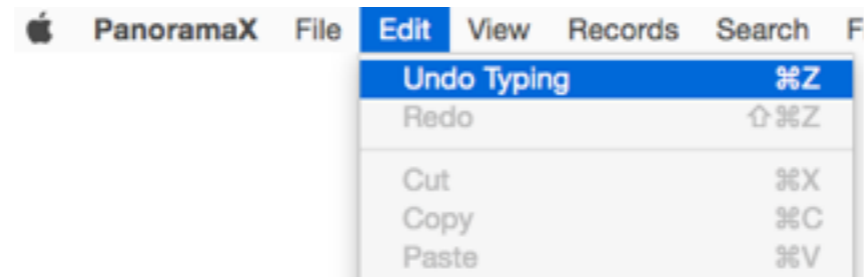 PanoramaX File Edit View Records Search F
Undo Typing ⌘Z
Redo ⇧⌘Z
Cut ⌘X
Copy ⌘C
Paste ⌘V